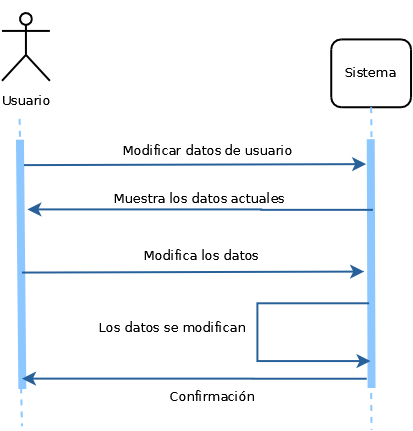 Usuario
Sistema
Modificar datos de usuario
Muestra los datos actuales
Modifica los datos
Los datos se modifican
Confirmación